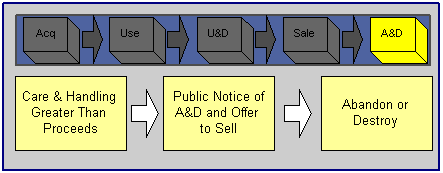 Acq Use U&D Sale A&D
Care & Handling
Greater Than
Proceeds
Public Notice of
A&D and Offer
to Sell
Abandon or
Destroy